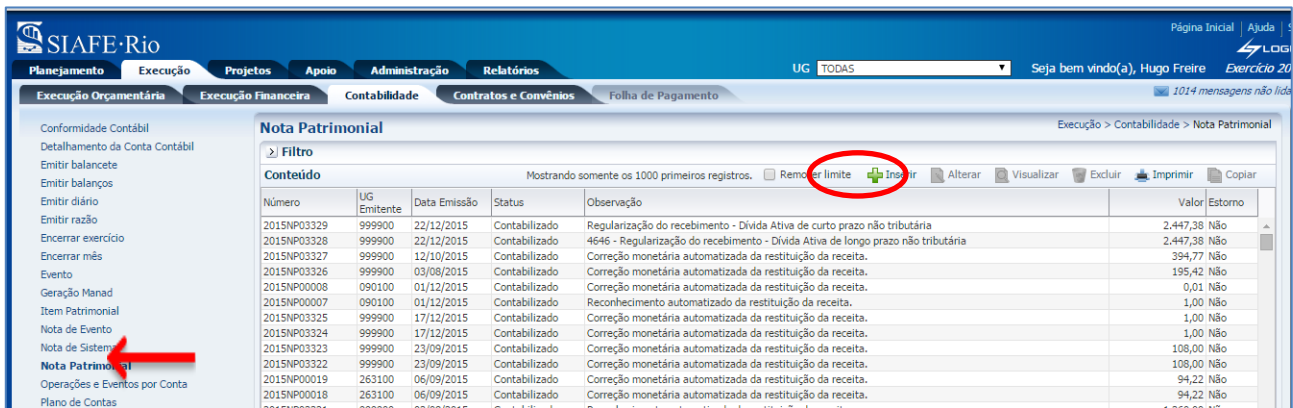 Página Inicial | Ajuda |
SIAFE·Rio
Planejamento Execução Projetos Apoio Administração Relatórios UG TODAS Seja bem vindo(a), Hugo Freire Exercício 20
Execução Orçamentária Execução Financeira Contabilidade Contratos e Convênios Folha de Pagamento 1014 mensagens não lida
Conformidade Contábil
Detalhamento da Conta Contábil
Emitir balancete
Emitir balanços
Emitir diário
Emitir razão
Encerrar exercício
Encerrar mês
Evento
Geração Manad
Item Patrimonial
Nota de Evento
Nota de Sistema
Nota Patrimonial
Operações e Eventos por Conta
Plano de Contas
Nota Patrimonial Execução > Contabilidade > Nota Patrimonial
Filtro
Conteúdo Mostrando somente os 1000 primeiros registros. Remover limite Inserir Alterar Visualizar Excluir Imprimir Copiar
Número UG Emitente Data Emissão Status Observação Valor Estorno
2015NP03329 999900 22/12/2015 Contabilizado Regularização do recebimento - Dívida Ativa de curto prazo não tributária 2.447,38 Não
2015NP03328 999900 22/12/2015 Contabilizado 4646 - Regularização do recebimento - Dívida Ativa de longo prazo não tributária 2.447,38 Não
2015NP03327 999900 12/10/2015 Contabilizado Correção monetária automatizada da restituição da receita. 394,77 Não
2015NP03326 999900 03/08/2015 Contabilizado Correção monetária automatizada da restituição da receita. 195,42 Não
2015NP00008 090100 01/12/2015 Contabilizado Correção monetária automatizada da restituição da receita. 0,01 Não
2015NP00007 090100 01/12/2015 Contabilizado Reconhecimento automatizado da restituição da receita. 1,00 Não
2015NP03325 999900 17/12/2015 Contabilizado Correção monetária automatizada da restituição da receita. 1,00 Não
2015NP03324 999900 17/12/2015 Contabilizado Correção monetária automatizada da restituição da receita. 1,00 Não
2015NP03323 999900 23/09/2015 Contabilizado Correção monetária automatizada da restituição da receita. 108,00 Não
2015NP03322 999900 23/09/2015 Contabilizado Correção monetária automatizada da restituição da receita. 108,00 Não
2015NP00019 263100 06/09/2015 Contabilizado Correção monetária automatizada da restituição da receita. 94,22 Não
2015NP00018 263100 06/09/2015 Contabilizado Correção monetária automatizada da restituição da receita. 94,22 Não